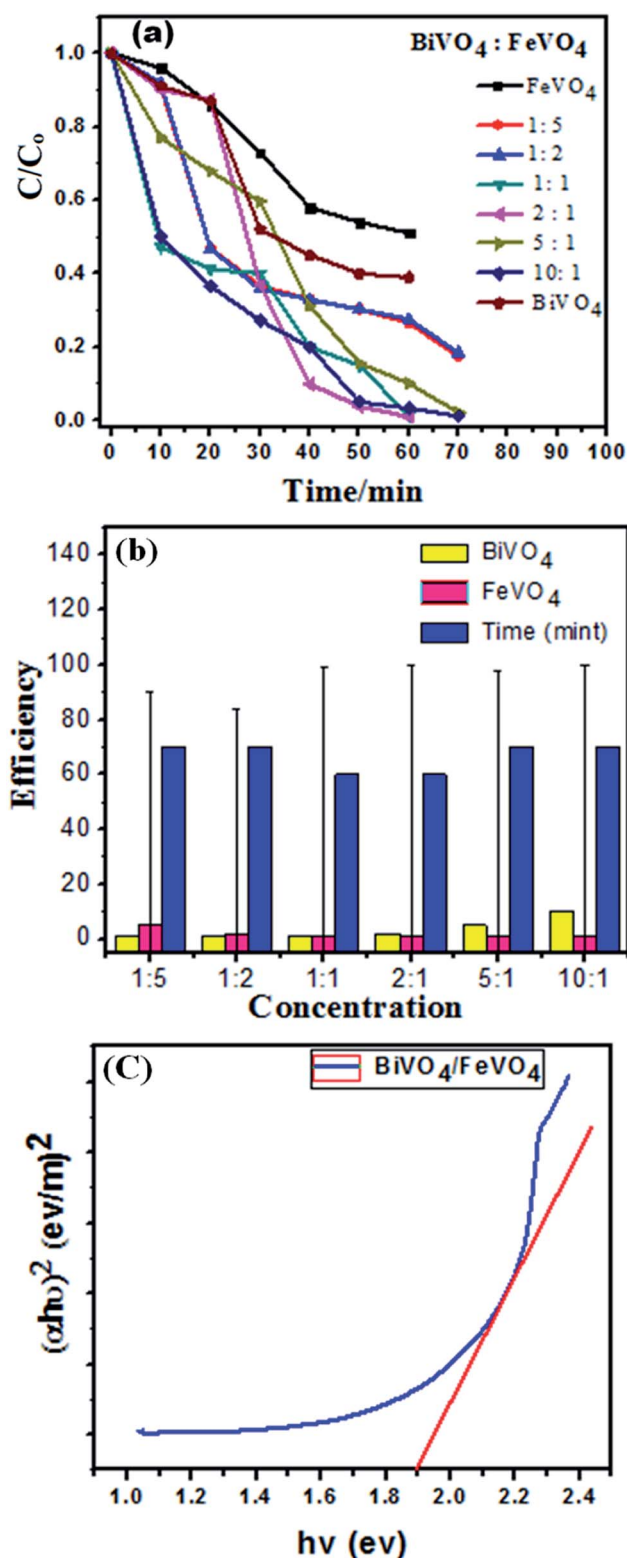 (a)
BiVO4 : FeVO4
FeVO4
1: 5
1: 2
1: 1
2 : 1
5 : 1
10: 1
BiVO4
C/Co
1.0
0.8
0.6
0.4
0.2
0.0
0 10 20 30 40 50 60 70 80 90 100
Time/min
(b)
BiVO4
FeVO4
Time (mint)
Efficiency
140
120
100
80
60
40
20
0
1:5 1:2 1:1 2:1 5:1 10:1
Concentration
(C)
BiVO4/FeVO4
(αhυ)2 (ev/m)2
1.0 1.2 1.4 1.6 1.8 2.0 2.2 2.4
hv (ev)